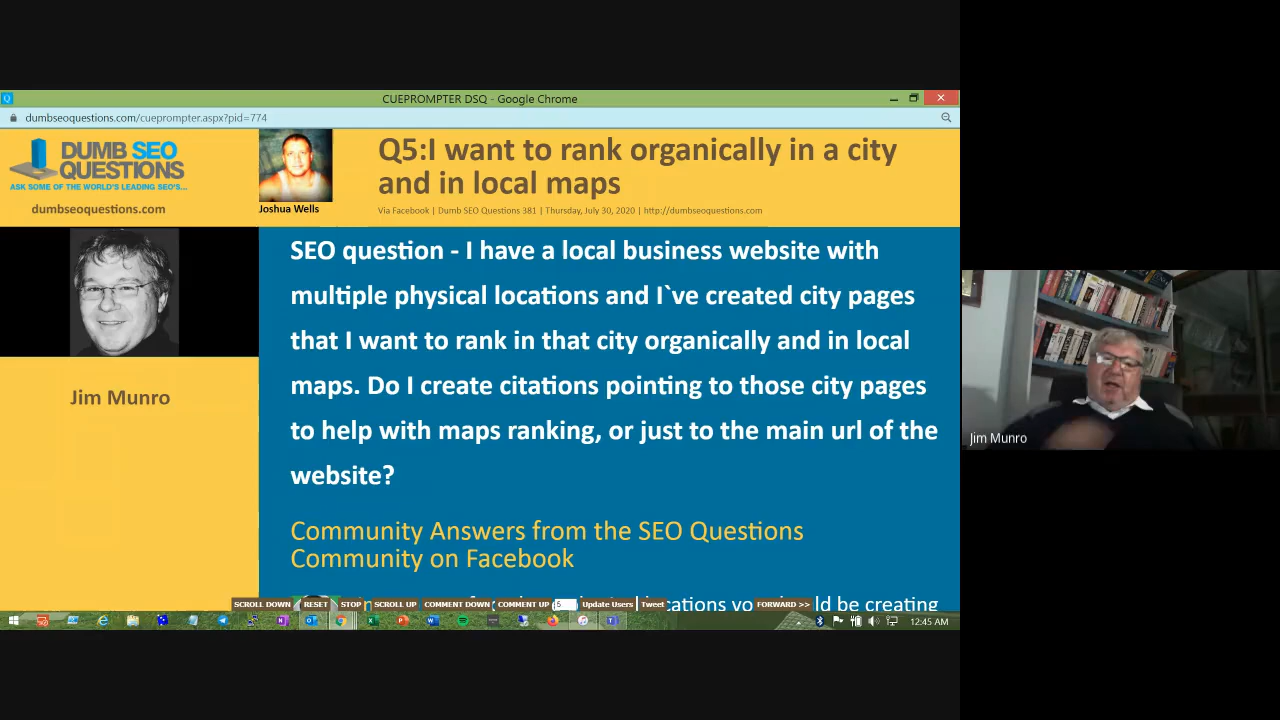 CUEPROMPTER DSQ - Google Chrome
dumbseoquestions.com/cueprompter.aspx?pid=774
DUMB SEO
QUESTIONS
ASK SOME OF THE WORLD'S LEADING SEO'S...
dumbseoquestions.com
Joshua Wells
Q5:I want to rank organically in a city
and in local maps
Via Facebook | Dumb SEO Questions 381 | Thursday, July 30, 2020 | http://dumbseoquestions.com
Jim Munro
SEO question - I have a local business website with
multiple physical locations and I`ve created city pages
that I want to rank in that city organically and in local
maps. Do I create citations pointing to those city pages
to help with maps ranking, or just to the main url of the
website?
Community Answers from the SEO Questions
Community on Facebook
be creating
SCROLL DOWN RESET STOP SCROLL UP COMMENT DOWN COMMENT UP 5 Update Users Tweet FORWARD >>
12:45 AM
Jim Munro